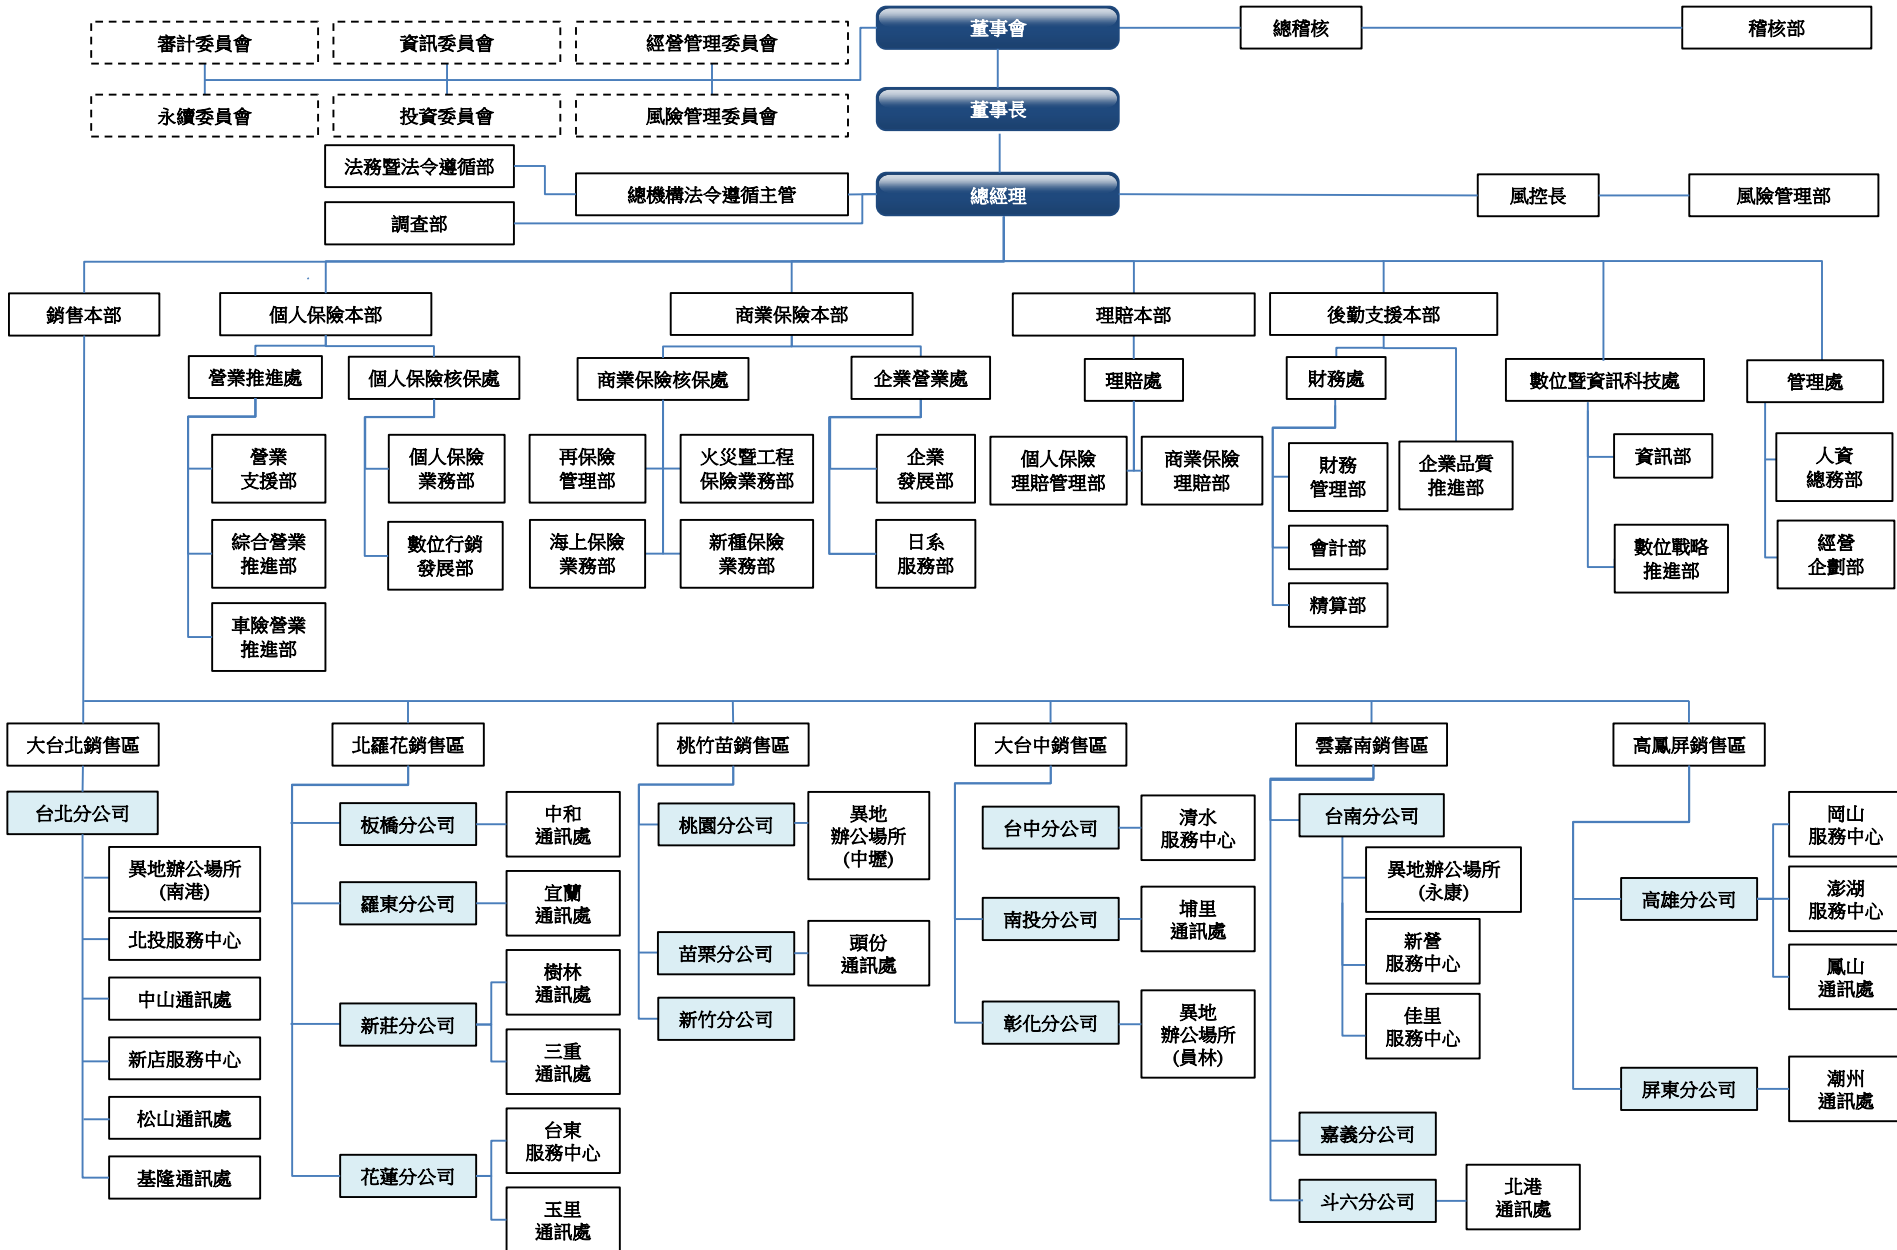 董事會
總稽核
稽核部
審計委員會
資訊委員會
經營管理委員會
永續委員會
投資委員會
風險管理委員會
董事長
法務暨法令遵循部
總機構法令遵循主管
總經理
風控長
風險管理部
調查部
銷售本部
個人保險本部
商業保險本部
理賠本部
後勤支援本部
營業推進處
個人保險核保處
商業保險核保處
企業營業處
理賠處
財務處
數位暨資訊科技處
管理處
營業
支援部
綜合營業
推進部
車險營業
推進部
個人保險
業務部
數位行銷
發展部
再保險
管理部
火災暨工程
保險業務部
海上保險
業務部
新種保險
業務部
企業
發展部
日系
服務部
個人保險
理賠管理部
商業保險
理賠部
財務
管理部
會計部
精算部
企業品質
推進部
資訊部
數位戰略
推進部
人資
總務部
經營
企劃部
大台北銷售區
北羅花銷售區
桃竹苗銷售區
大台中銷售區
雲嘉南銷售區
高鳳屏銷售區
台北分公司
異地辦公場所
(南港)
北投服務中心
中山通訊處
新店服務中心
松山通訊處
基隆通訊處
板橋分公司
中和
通訊處
羅東分公司
宜蘭
通訊處
新莊分公司
樹林
通訊處
三重
通訊處
花蓮分公司
台東
服務中心
玉里
通訊處
桃園分公司
異地
辦公場所
(中壢)
苗栗分公司
頭份
通訊處
新竹分公司
台中分公司
清水
服務中心
南投分公司
埔里
通訊處
彰化分公司
異地
辦公場所
(員林)
台南分公司
異地辦公場所
(永康)
新營
服務中心
佳里
服務中心
嘉義分公司
斗六分公司
北港
通訊處
高雄分公司
岡山
服務中心
澎湖
服務中心
鳳山
通訊處
屏東分公司
潮州
通訊處